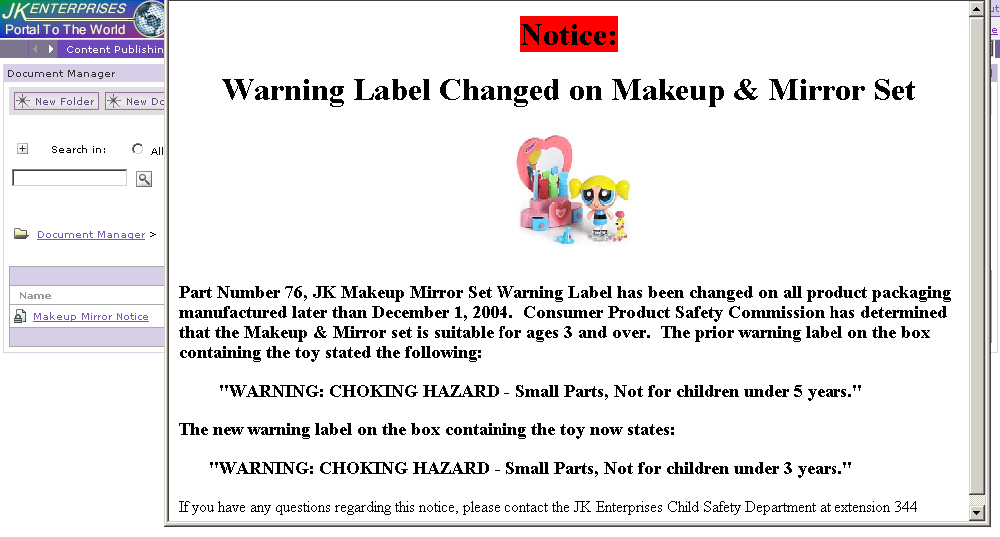 JK ENTERPRISES
Portal To The World
Content Publishin
Document Manager
New Folder
New Do
Search in:
All
Document Manager >
Name
Makeup Mirror Notice
Notice:
Warning Label Changed on Makeup & Mirror Set
Part Number 76, JK Makeup Mirror Set Warning Label has been changed on all product packaging
manufactured later than December 1, 2004.  Consumer Product Safety Commission has determined
that the Makeup & Mirror set is suitable for ages 3 and over.  The prior warning label on the box
containing the toy stated the following:
"WARNING: CHOKING HAZARD - Small Parts, Not for children under 5 years."
The new warning label on the box containing the toy now states:
"WARNING: CHOKING HAZARD - Small Parts, Not for children under 3 years."
If you have any questions regarding this notice, please contact the JK Enterprises Child Safety Department at extension 344